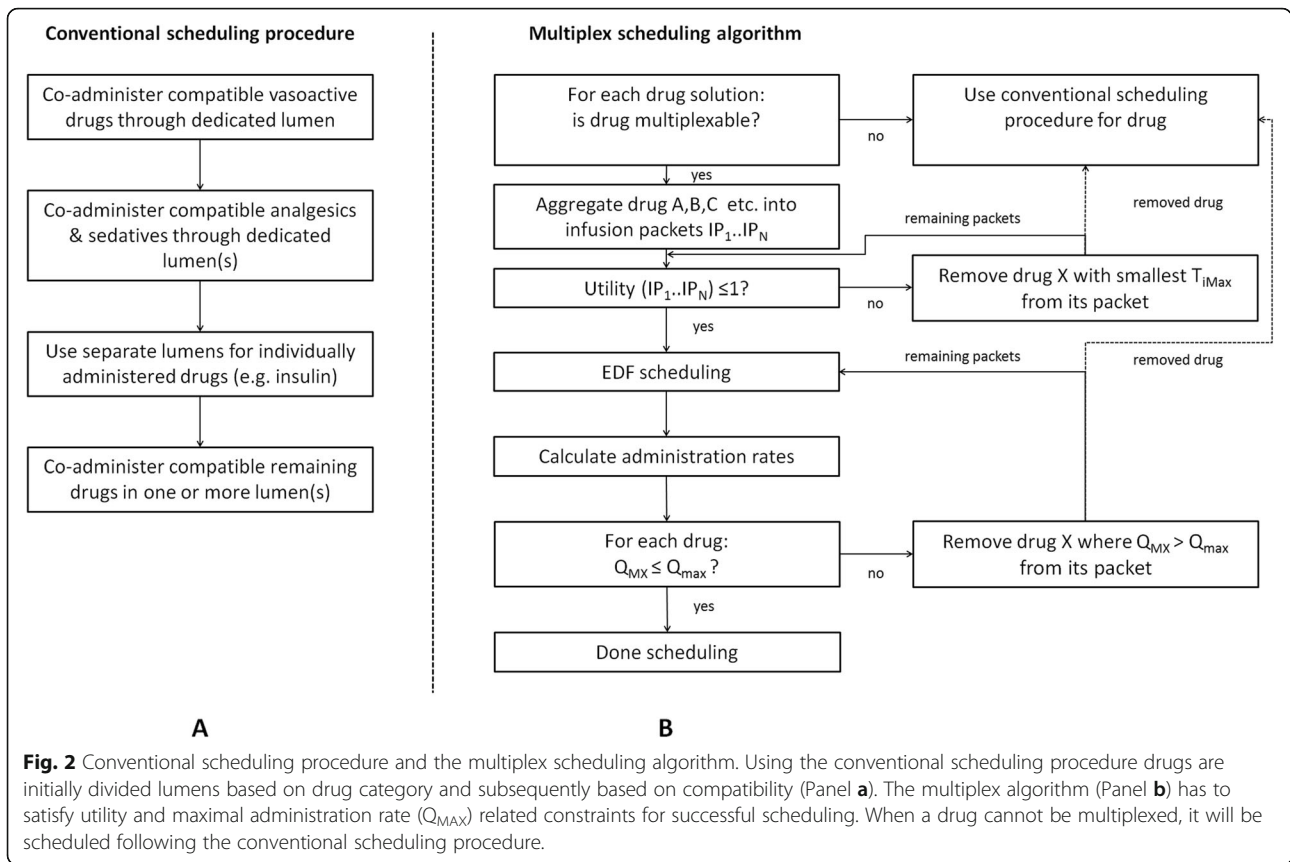 Conventional scheduling procedure
Co-administer compatible vasoactive
drugs through dedicated lumen
Co-administer compatible analgesics
& sedatives through dedicated
lumen(s)
Use separate lumens for individually
administered drugs (e.g. insulin)
Co-administer compatible remaining
drugs in one or more lumen(s)
A
Multiplex scheduling algorithm
For each drug solution:
is drug multiplexable?
no
Use conventional scheduling
procedure for drug
yes
Aggregate drug A,B,C etc. into
infusion packets IP₁..IP_N
remaining packets
removed drug
Utility (IP₁..IP_N) ≤1?
no
Remove drug X with smallest T_iMax
from its packet
yes
EDF scheduling
remaining packets
removed drug
Calculate administration rates
For each drug:
Q_MX ≤ Q_max ?
no
Remove drug X where Q_MX > Q_max
from its packet
yes
Done scheduling
B
Fig. 2 Conventional scheduling procedure and the multiplex scheduling algorithm. Using the conventional scheduling procedure drugs are
initially divided lumens based on drug category and subsequently based on compatibility (Panel a). The multiplex algorithm (Panel b) has to
satisfy utility and maximal administration rate (Q_MAX) related constraints for successful scheduling. When a drug cannot be multiplexed, it will be
scheduled following the conventional scheduling procedure.